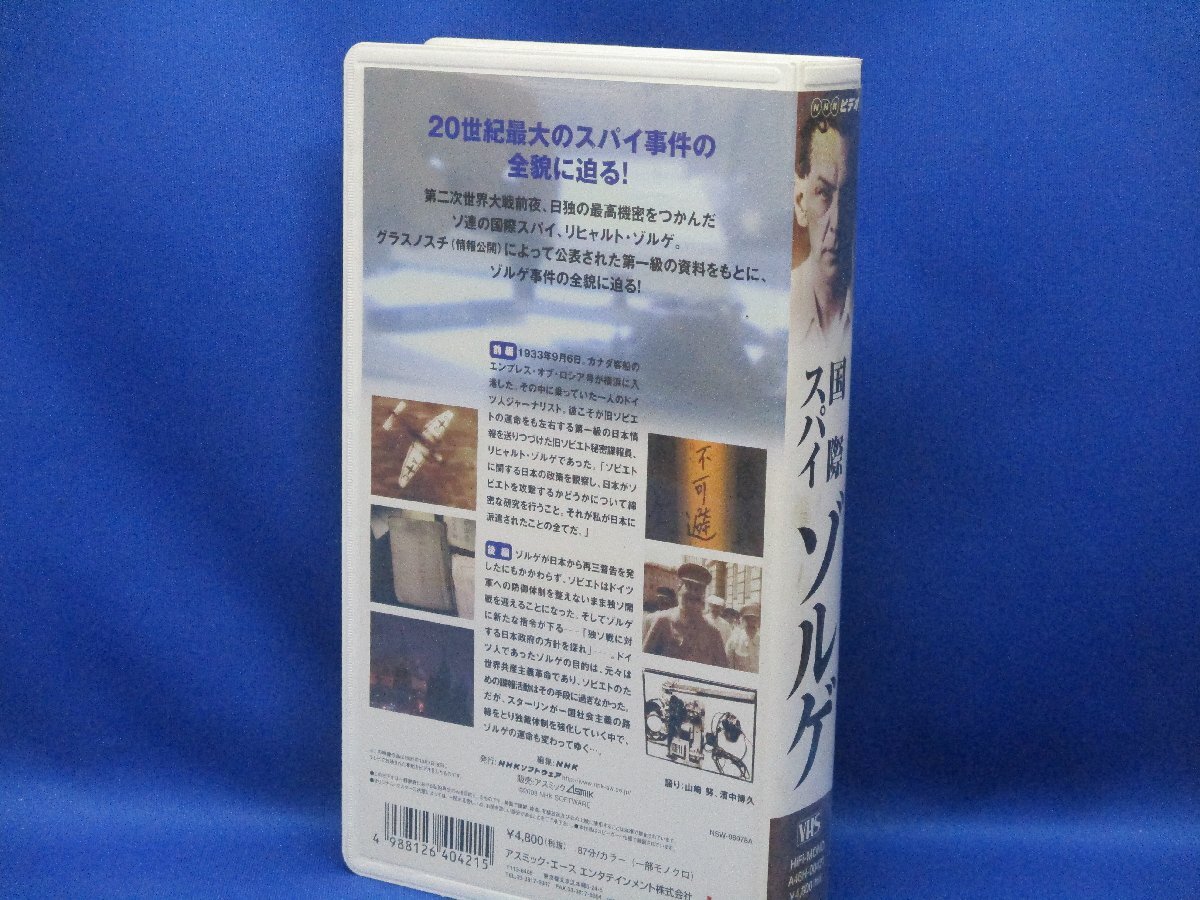 20世紀最大のスパイ事件の
全貌に迫る!
第二次世界大戦前夜、日独の最高機密をつかんだ
ソ連の国際スパイ、リヒャルト・ゾルゲ。
グラスノスチ(情報公開)によって公表された第一級の資料をもとに、
ゾルゲ事件の全貌に迫る!
前編 1933年9月6日、カナダ客船の
エンプレス・オブ・ロシア号が横浜に入
港した。その中に乗っていた一人のドイ
ツ人ジャーナリスト。彼こそが旧ソビエ
トの運命をも左右する第一級の日本情
報を送りつづけた旧ソビエト秘密諜報員、
リヒャルト・ゾルゲであった。「ソビエト
に関する日本の政策を観察し、日本がソ
ビエトを攻撃するかどうかについて綿
密な研究を行うこと。それが私が日本に
派遣されたことの全てだ。」
後編 ゾルゲが日本から再三警告を発
したにもかかわらず、ソビエトはドイツ
軍への防御体制を整えないまま独ソ開
戦を迎えることになった。そしてゾルゲ
に新たな指令が下る……「独ソ戦に対
する日本政府の方針を探れ」……。ドイ
ツ人であったゾルゲの目的は、元々は
世界共産主義革命であり、ソビエトのた
めの諜報活動はその手段に過ぎなかった。
だが、スターリンが一国社会主義の路
線をとり独裁体制を強化していく中で、
ゾルゲの運命も変わってゆく…。
不可避
語り:山崎 努、濱中博久
発行:NHKソフトウェア
編集:NHK
販売:アスミック ASMIK
NHK SOFTWARE
4 988126 404215
¥4,800(税抜) 87分/カラー(一部モノクロ)
アスミック・エース エンタテインメント株式会社
NHKビデオ
国際
スパイ
ゾルゲ
VHS